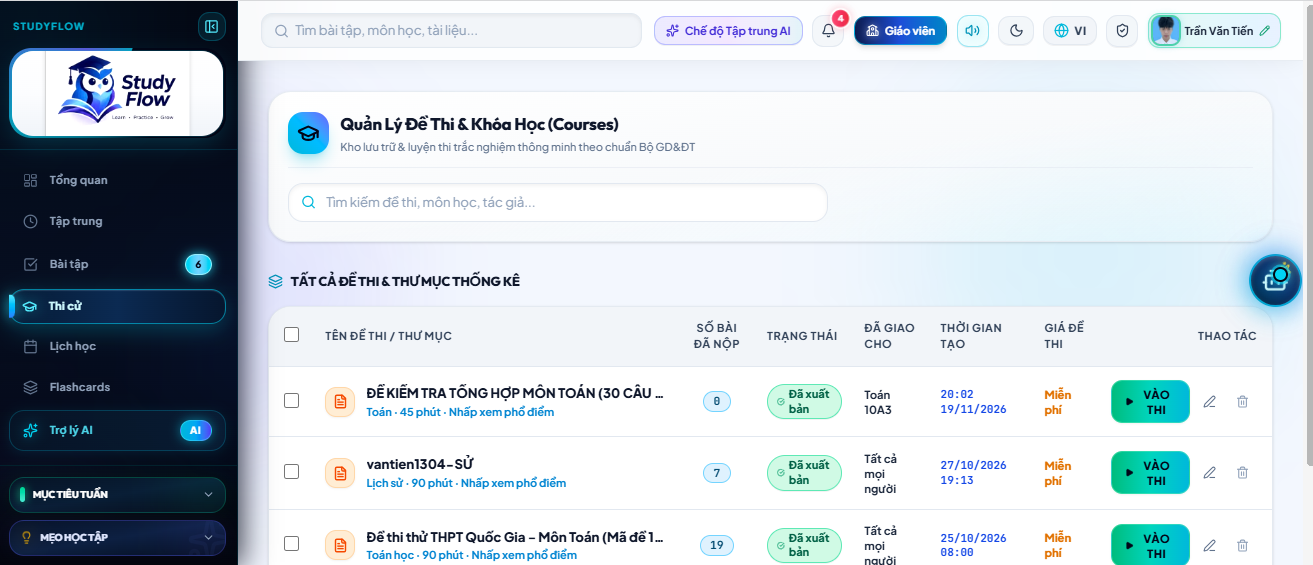 STUDYFLOW
Study
Flow
Learn • Practice • Grow
Tổng quan
Tập trung
Bài tập
6
Thi cử
Lịch học
Flashcards
Trợ lý AI
AI
MỤC TIÊU TUẦN
MẸO HỌC TẬP
Tìm bài tập, môn học, tài liệu...
Chế độ Tập trung AI
4
Giáo viên
VI
Trần Văn Tiến
Quản Lý Đề Thi & Khóa Học (Courses)
Kho lưu trữ & luyện thi trắc nghiệm thông minh theo chuẩn Bộ GD&ĐT
Tìm kiếm đề thi, môn học, tác giả...
TẤT CẢ ĐỀ THI & THƯ MỤC THỐNG KÊ
TÊN ĐỀ THI / THƯ MỤC
SỐ BÀI
ĐÃ NỘP
TRẠNG THÁI
ĐÃ GIAO
CHO
THỜI GIAN
TẠO
GIÁ ĐỀ
THI
THAO TÁC
ĐỀ KIỂM TRA TỔNG HỢP MÔN TOÁN (30 CÂU ...
Toán · 45 phút · Nhấp xem phổ điểm
0
Đã xuất
bản
Toán
10A3
20:02
19/11/2026
Miễn
phí
VÀO
THI
vantien1304-SỬ
Lịch sử · 90 phút · Nhấp xem phổ điểm
7
Đã xuất
bản
Tất cả
mọi
người
27/10/2026
19:13
Miễn
phí
VÀO
THI
Đề thi thử THPT Quốc Gia - Môn Toán (Mã đề 1...
Toán học · 90 phút · Nhấp xem phổ điểm
19
Đã xuất
bản
Tất cả
mọi
người
25/10/2026
08:00
Miễn
phí
VÀO
THI